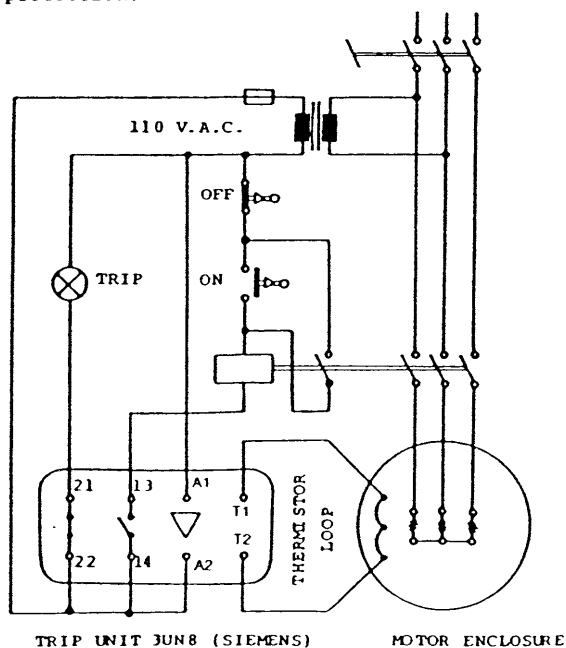 110 V.A.C.
OFF
TRIP
ON
21
13
A1
T1
22
14
A2
T2
THERMISTOR
LOOP
TRIP UNIT 3UN8 (SIEMENS)
MOTOR ENCLOSURE